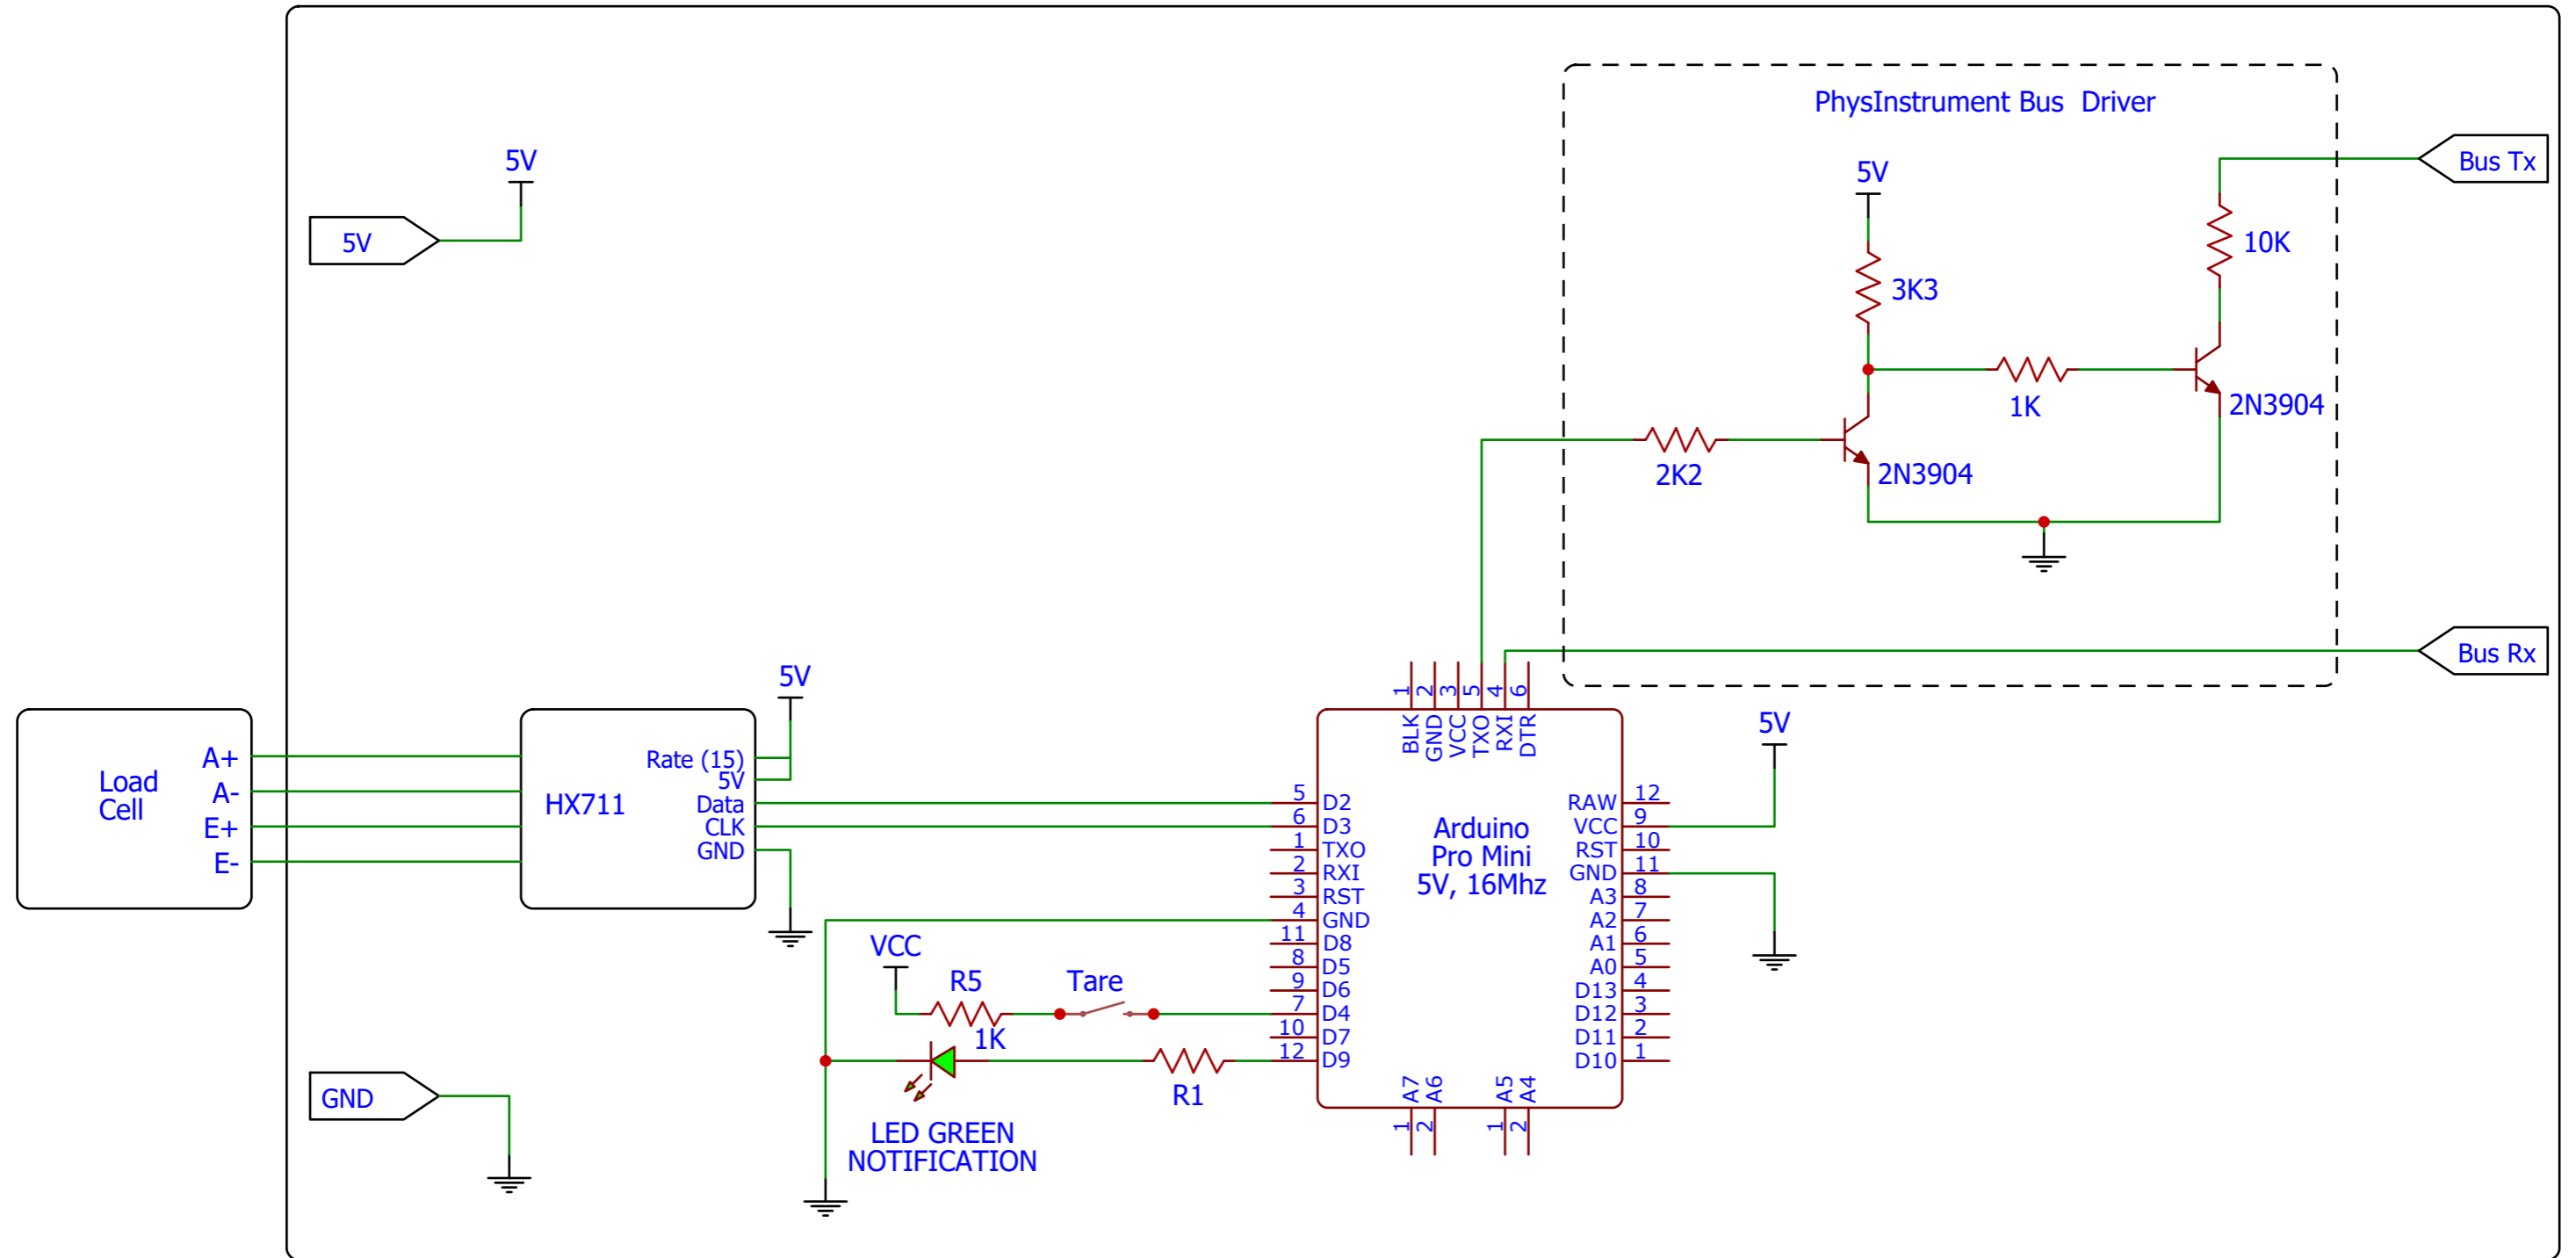 PhysInstrument Bus  Driver
5V
5V
5V
Bus Tx
10K
3K3
1K
2N3904
2K2
2N3904
Bus Rx
5V
Load
Cell
A+
A-
E+
E-
HX711
Rate (15)
5V
Data
CLK
GND
1
2
3
5
4
6
BLK
GND
VCC
TXO
RXI
DTR
5V
Arduino
Pro Mini
5V, 16Mhz
5 D2
6 D3
1 TXO
2 RXI
3 RST
4 GND
11 D8
8 D5
9 D6
7 D4
10 D7
12 D9
RAW 12
VCC 9
RST 10
GND 11
A3 8
A2 7
A1 6
A0 5
D13 4
D12 3
D11 2
D10 1
A7
A6
A5
A4
1
2
1
2
VCC
R5
1K
Tare
R1
LED GREEN
NOTIFICATION
GND